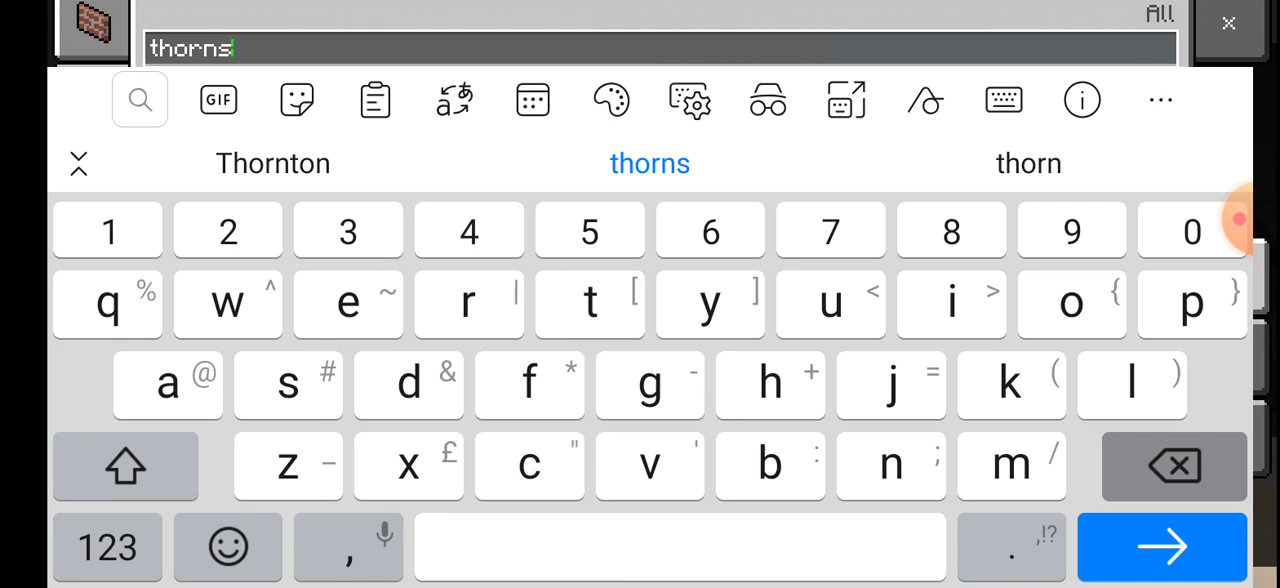 All
thorns
GIF
Thornton thorns thorn
1 2 3 4 5 6 7 8 9 0
q % w ^ e ~ r | t [ y ] u < i > o { p }
a @ s # d & f * g - h + j = k ( l )
z _ x £ c " v ' b : n ; m /
123 , . ,!?